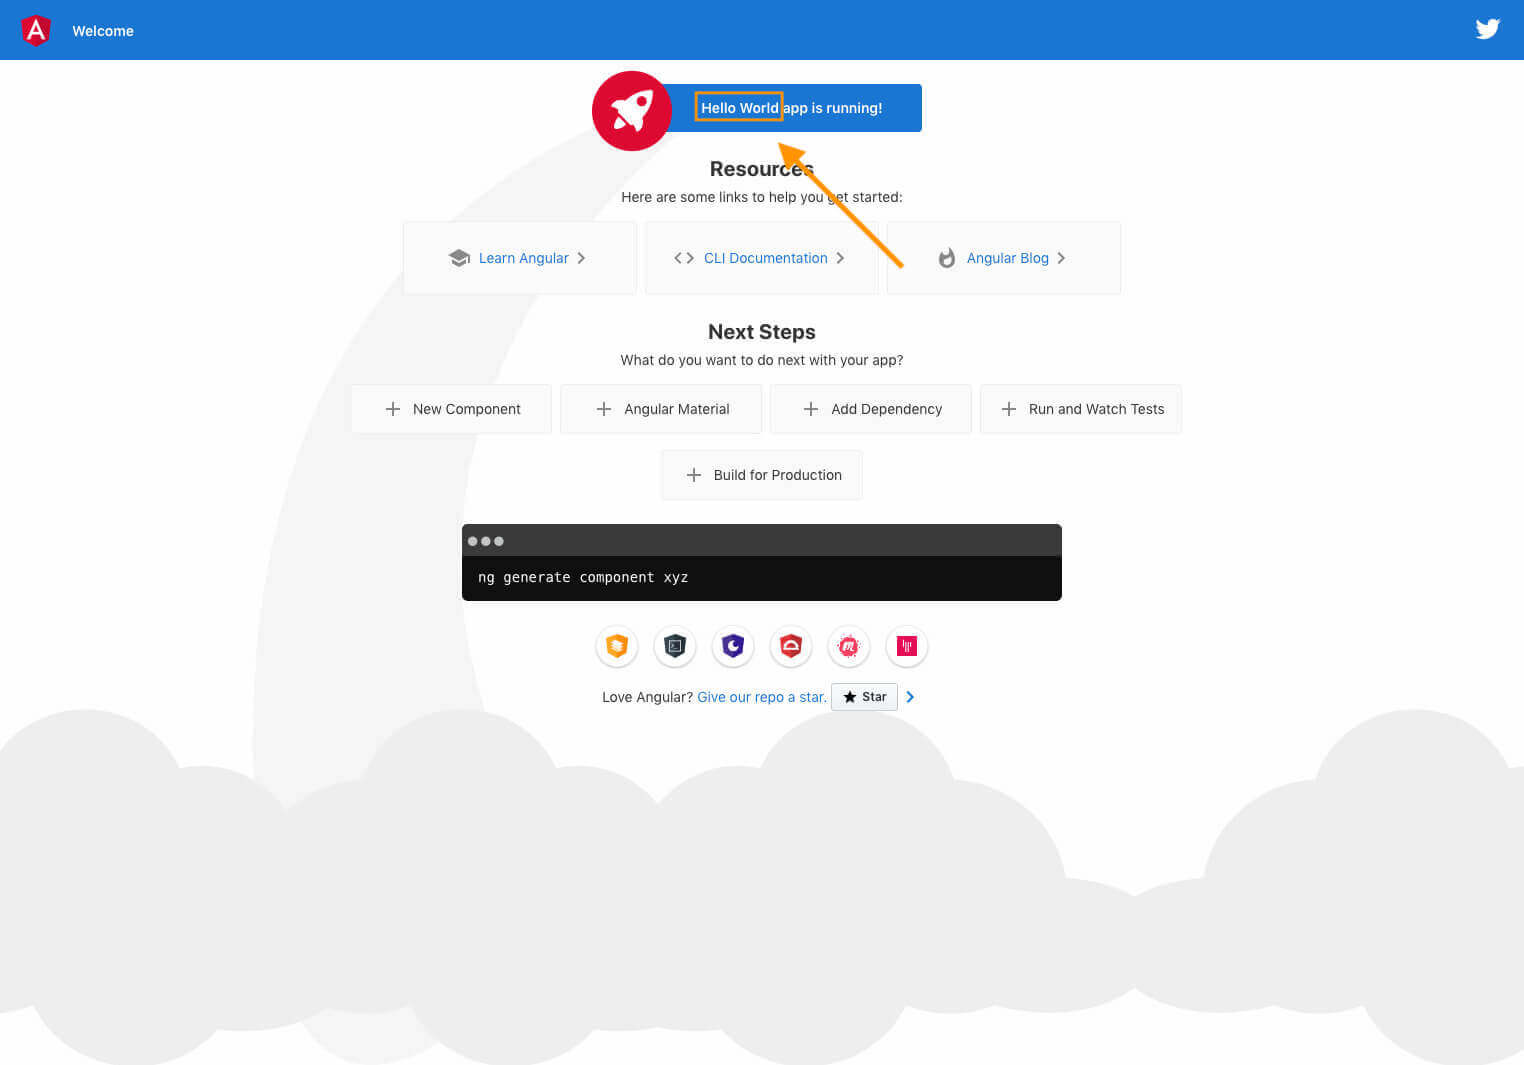 Welcome
Hello World app is running!
Resources
Here are some links to help you get started:
Learn Angular
CLI Documentation
Angular Blog
Next Steps
What do you want to do next with your app?
New Component
Angular Material
Add Dependency
Run and Watch Tests
Build for Production
ng generate component xyz
Love Angular? Give our repo a star. Star